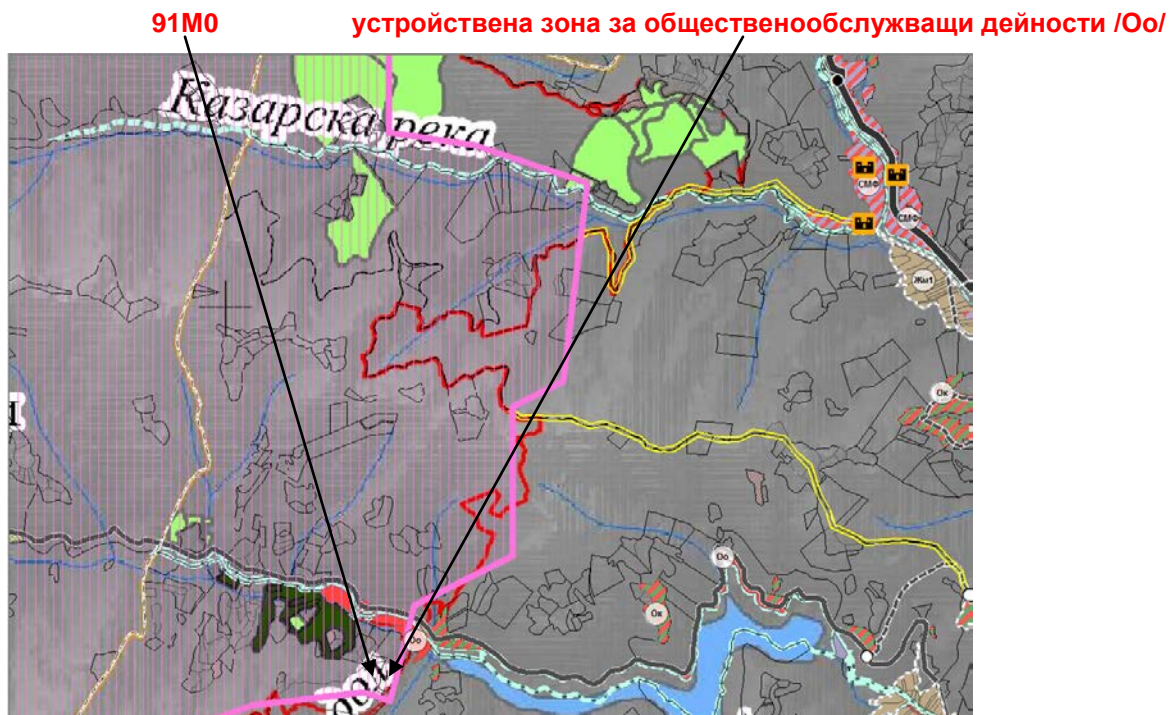 91M0 устройствена зона за общественообслужващи дейности /Оо/
Казарска река
СМФ
СМФ
Жм1
Ок
Оо
Ок
Оо